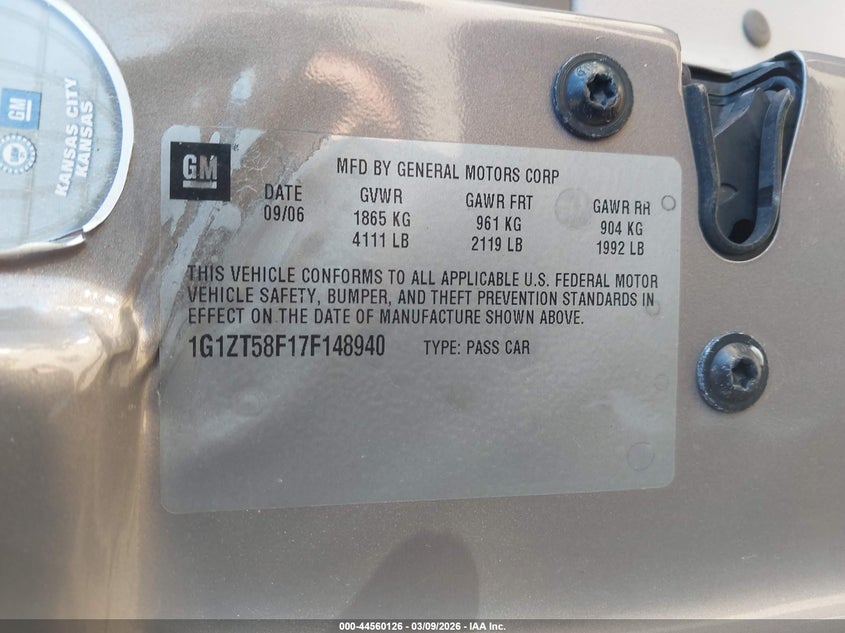 GM
KANSAS CITY
KANSAS
GM
MFD BY GENERAL MOTORS CORP
DATE GVWR GAWR FRT GAWR RR
09/06 1865 KG 961 KG 904 KG
4111 LB 2119 LB 1992 LB
THIS VEHICLE CONFORMS TO ALL APPLICABLE U.S. FEDERAL MOTOR
VEHICLE SAFETY, BUMPER, AND THEFT PREVENTION STANDARDS IN
EFFECT ON THE DATE OF MANUFACTURE SHOWN ABOVE.
1G1ZT58F17F148940 TYPE: PASS CAR
000-44560126 - 03/09/2026 - IAA Inc.